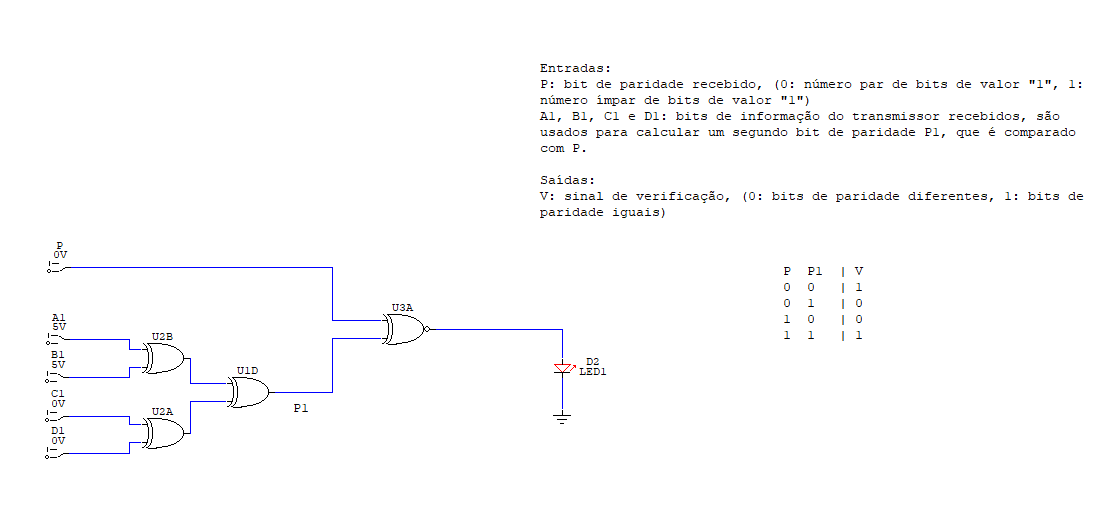 Entradas:
P: bit de paridade recebido, (0: número par de bits de valor "1", 1:
número ímpar de bits de valor "1")
A1, B1, C1 e D1: bits de informação do transmissor recebidos, são
usados para calcular um segundo bit de paridade P1, que é comparado
com P.
Saídas:
V: sinal de verificação, (0: bits de paridade diferentes, 1: bits de
paridade iguais)
P
0V
P P1 | V
0 0 | 1
0 1 | 0
1 0 | 0
1 1 | 1
U3A
A1
5V
U2B
B1
5V
D2
LED1
U1D
C1
0V
P1
U2A
D1
0V